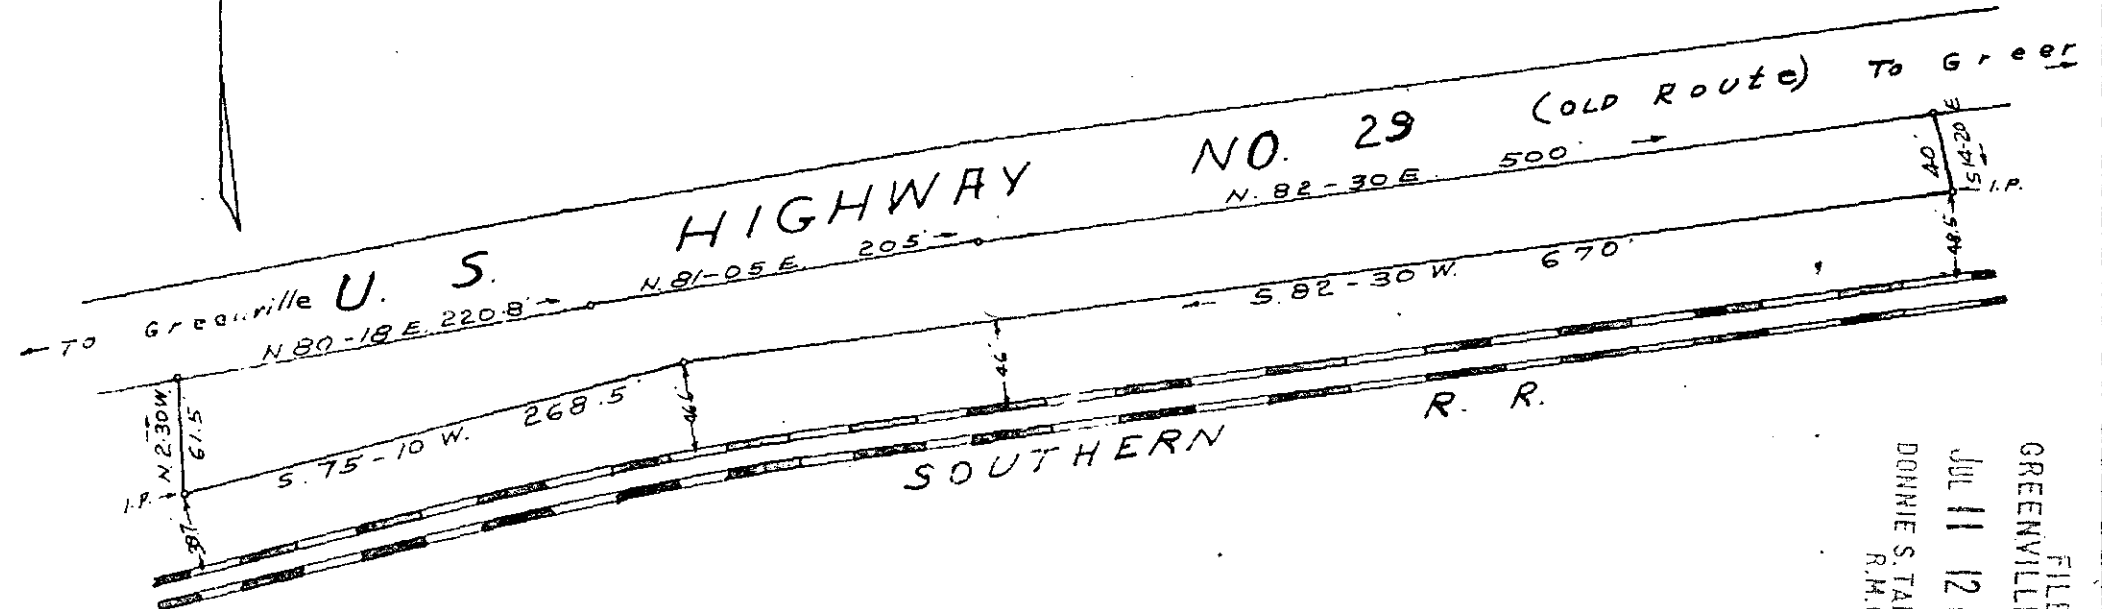 ← TO Greenville U. S. HIGHWAY NO. 29 (OLD ROUTE) TO Greer →
N 80-18 E. 220.8' →
N. 81-05 E. 205' →
N. 82-30 E. 500' →
40'
S 14-20 E
I.P.
48.5
← S. 82-30 W. 670'
46
S. 75-10 W. 268.5'
N 2-30 W.
61.5
I.P.
SOUTHERN R. R.
GREENVILL
JUL 11 12
DONNIE S. TA
R.M.